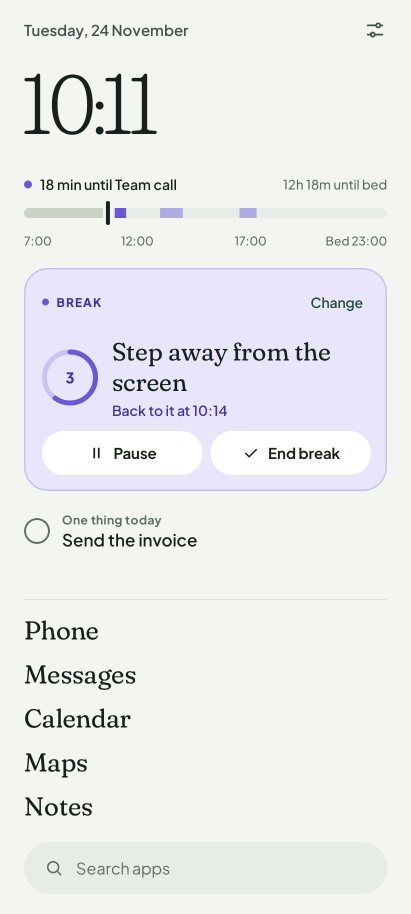 Tuesday, 24 November
10:11
18 min until Team call
12h 18m until bed
7:00
12:00
17:00
Bed 23:00
BREAK
Change
3
Step away from the
screen
Back to it at 10:14
Pause
End break
One thing today
Send the invoice
Phone
Messages
Calendar
Maps
Notes
Search apps